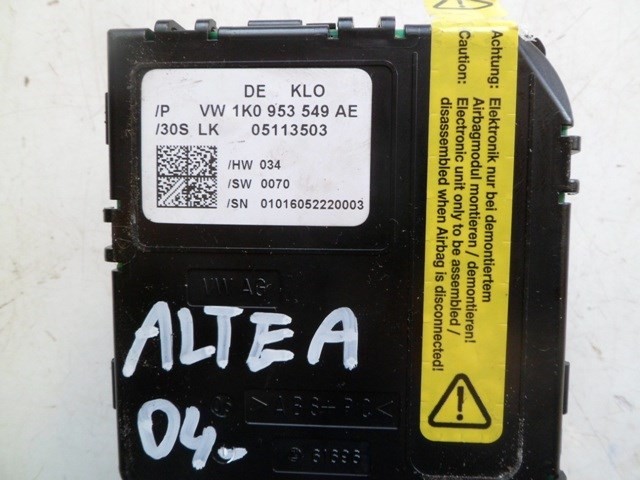 DE KLO
/P VW 1K0 953 549 AE
/30S LK 05113503
/HW 034
/SW 0070
/SN 01016052220003
VW AG
ALTEA
04-
>ABS+PC<
61696
Achtung: Elektronik nur bei demontiertem
Airbagmodul montieren / demontieren!
Caution: Electronic unit only to be assembled /
disassembled when Airbag is disconnected!